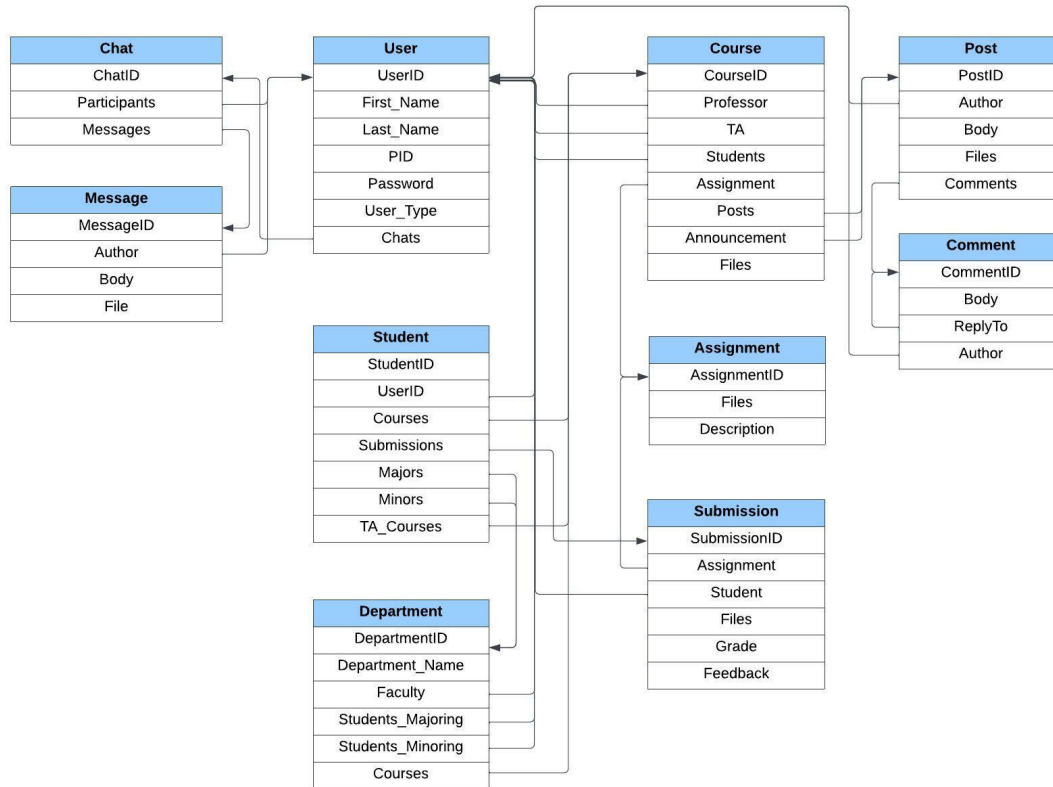 Chat
ChatID
Participants
Messages
User
UserID
First_Name
Last_Name
PID
Password
User_Type
Chats
Course
CourseID
Professor
TA
Students
Assignment
Posts
Announcement
Files
Post
PostID
Author
Body
Files
Comments
Message
MessageID
Author
Body
File
Comment
CommentID
Body
ReplyTo
Author
Student
StudentID
UserID
Courses
Submissions
Majors
Minors
TA_Courses
Assignment
AssignmentID
Files
Description
Submission
SubmissionID
Assignment
Student
Files
Grade
Feedback
Department
DepartmentID
Department_Name
Faculty
Students_Majoring
Students_Minoring
Courses